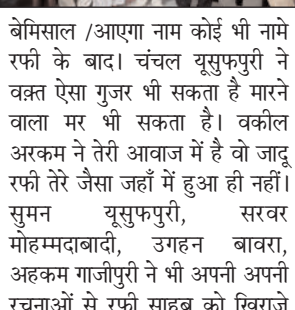 बेमिसाल /आएगा नाम कोई भी नामे
रफी के बाद। चंचल यूसुफपुरी ने
वक़्त ऐसा गुजर भी सकता है मारने
वाला मर भी सकता है। वकील
अरकम ने तेरी आवाज में है वो जादू
रफी तेरे जैसा जहाँ में हुआ ही नहीं।
सुमन यूसुफपुरी, सरवर
मोहम्मदाबादी, उगहन बावरा,
अहकम गाजीपुरी ने भी अपनी अपनी
रचनाओं से रफी साहब को खिराजे